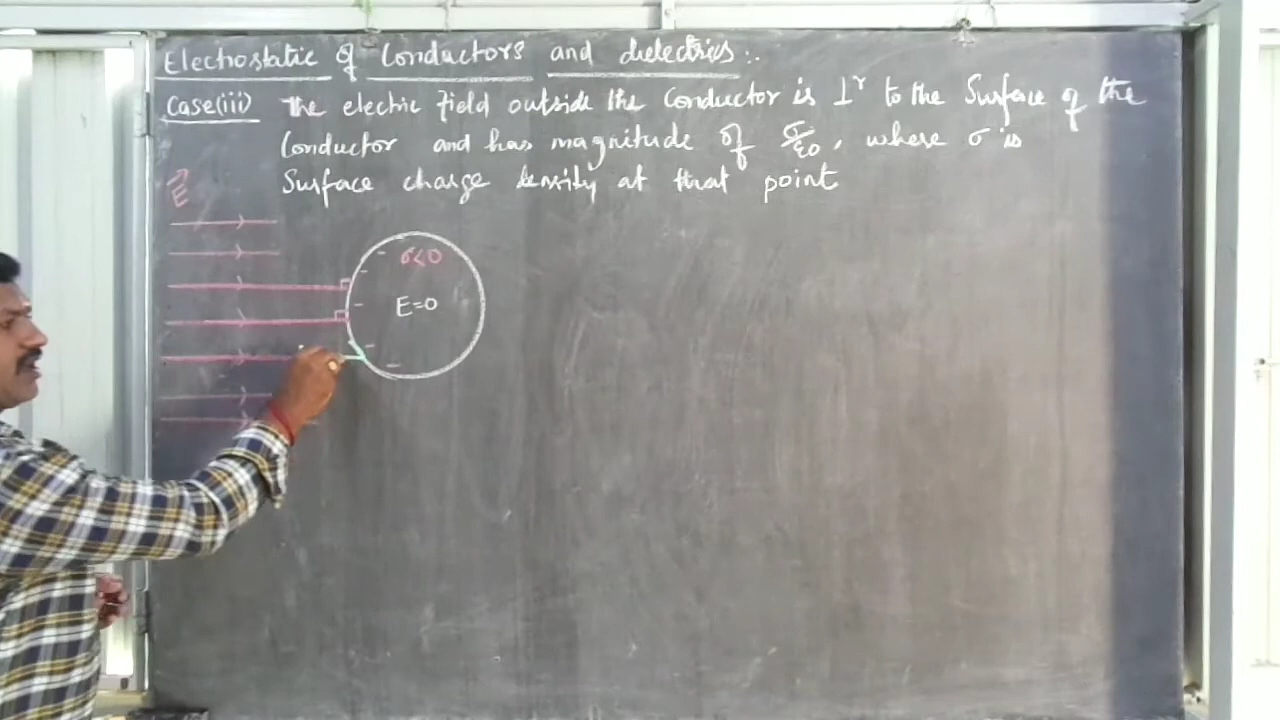 Electrostatic of Conductors and dielectrics:.
Case(iii) The electric field outside the Conductor is ⊥r to the Surface of the
Conductor and has magnitude of σ/ε0, where σ is
Surface charge density at that point
E
σ<0
E=0